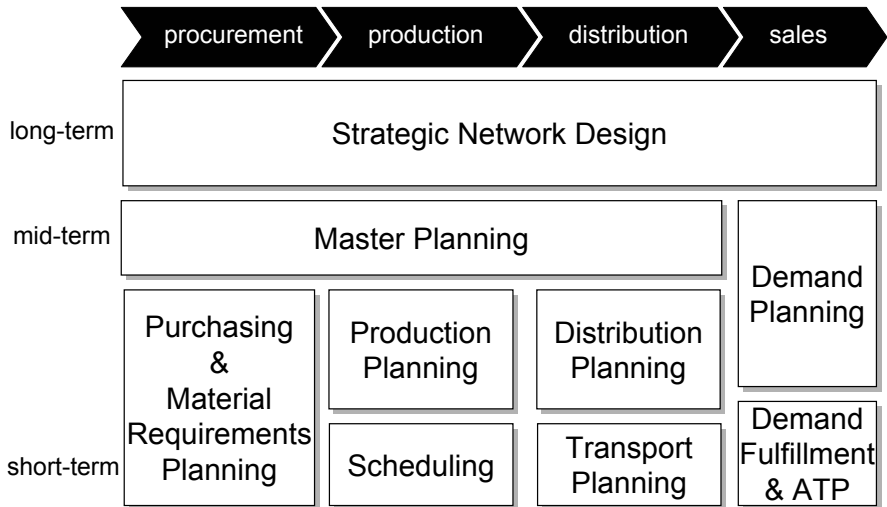 procurement
production
distribution
sales
long-term
Strategic Network Design
mid-term
Master Planning
Demand
Planning
Purchasing
&
Material
Requirements
Planning
Production
Planning
Distribution
Planning
short-term
Scheduling
Transport
Planning
Demand
Fulfillment
& ATP